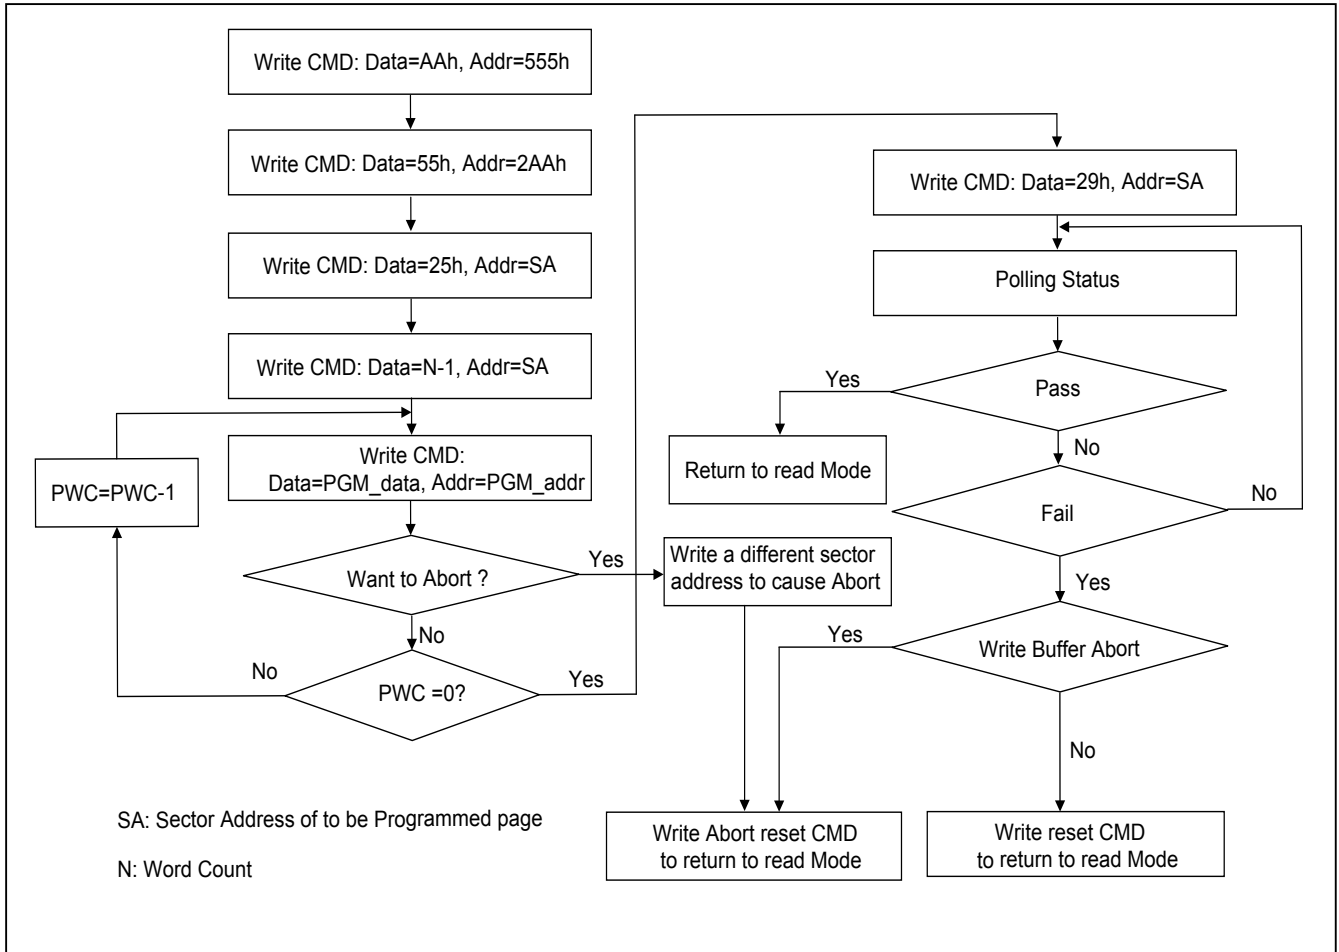 Write CMD: Data=AAh, Addr=555h
Write CMD: Data=55h, Addr=2AAh
Write CMD: Data=25h, Addr=SA
Write CMD: Data=N-1, Addr=SA
Write CMD:
Data=PGM_data, Addr=PGM_addr
PWC=PWC-1
Want to Abort ?
Yes
No
Write a different sector
address to cause Abort
PWC =0?
No
Yes
Write CMD: Data=29h, Addr=SA
Polling Status
Pass
Yes
No
Return to read Mode
Fail
No
Yes
Write Buffer Abort
Yes
No
Write Abort reset CMD
to return to read Mode
Write reset CMD
to return to read Mode
SA: Sector Address of to be Programmed page
N: Word Count